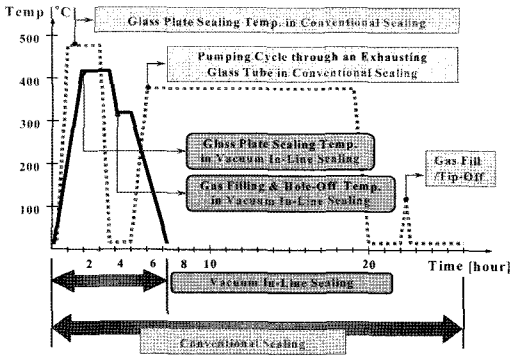 Temp [°C
Glass Plate Sealing Temp. in Conventional Sealing
500
Pumping Cycle through an Exhausting
Glass Tube in Conventional Sealing
400
300
Glass Plate Sealing Temp.
in Vacuum In-Line Sealing
Gas Fill
/Tip-Off
200
Gas Filling & Hole-Off Temp.
in Vacuum In-Line Sealing
100
2 4 6 8 10 20 Time [hour]
Vacuum In-Line Sealing
Conventional Sealing